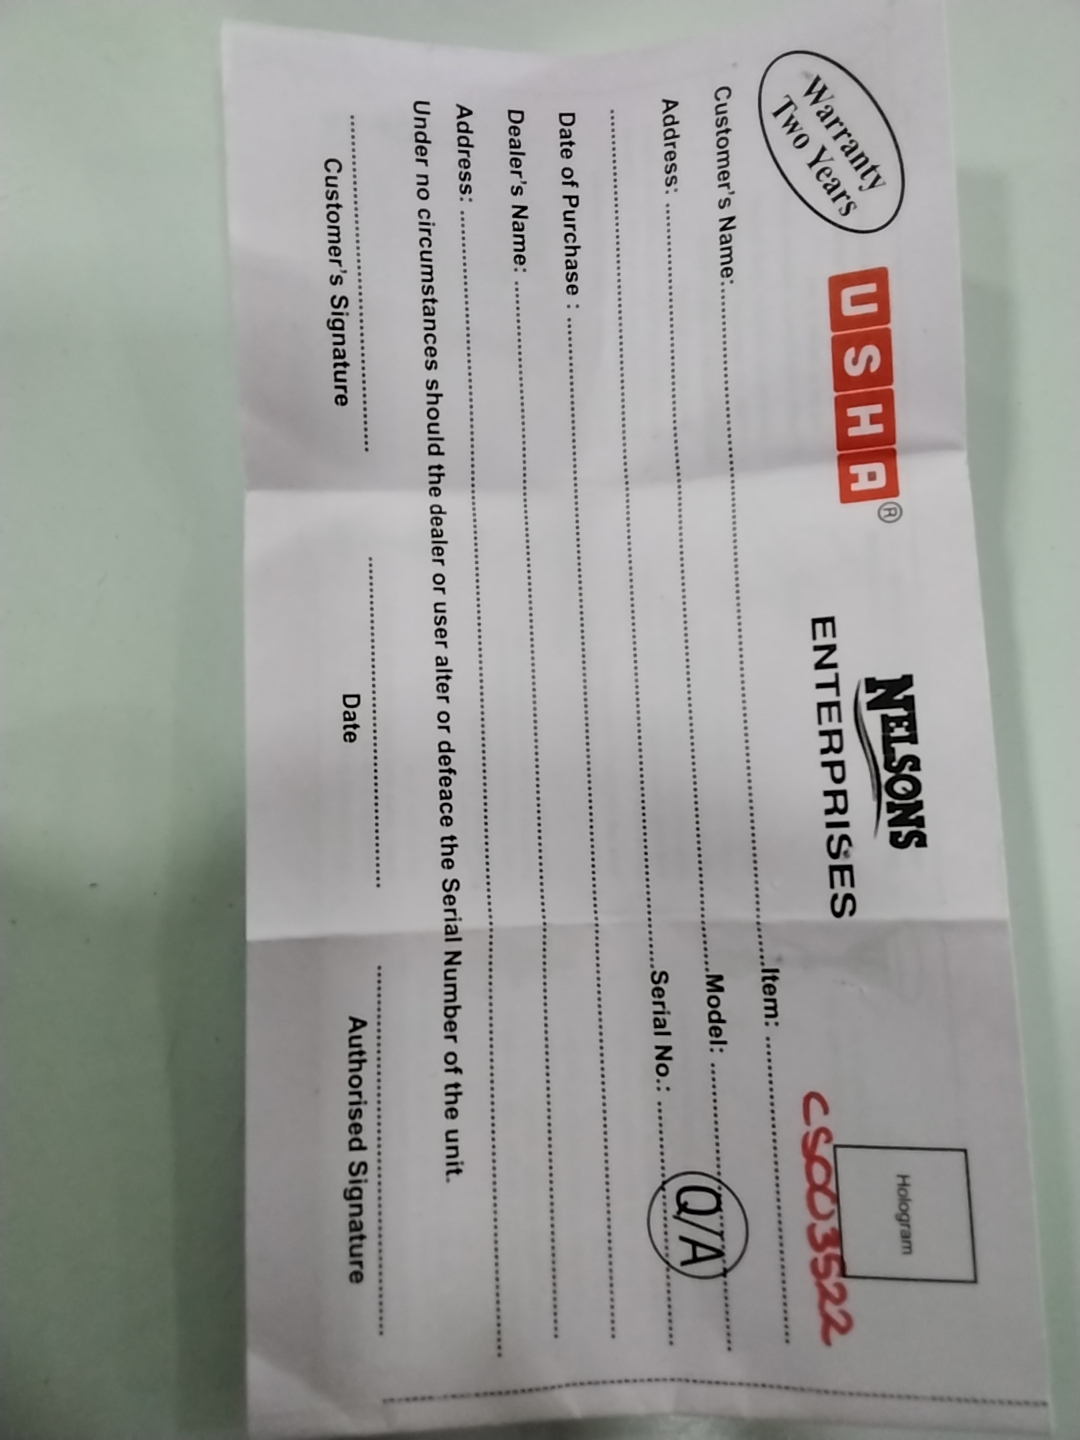 Warranty
Two Years
USHA®
NELSONS
ENTERPRISES
Hologram
CS003522
Customer's Name:..........Item: ..........
Address: ..........Model: ..........
..........Serial No.: ..........
Q/A
Date of Purchase : ..........
Dealer's Name: ..........
Address: ..........
Under no circumstances should the dealer or user alter or defeace the Serial Number of the unit.
Customer's Signature
Date
Authorised Signature